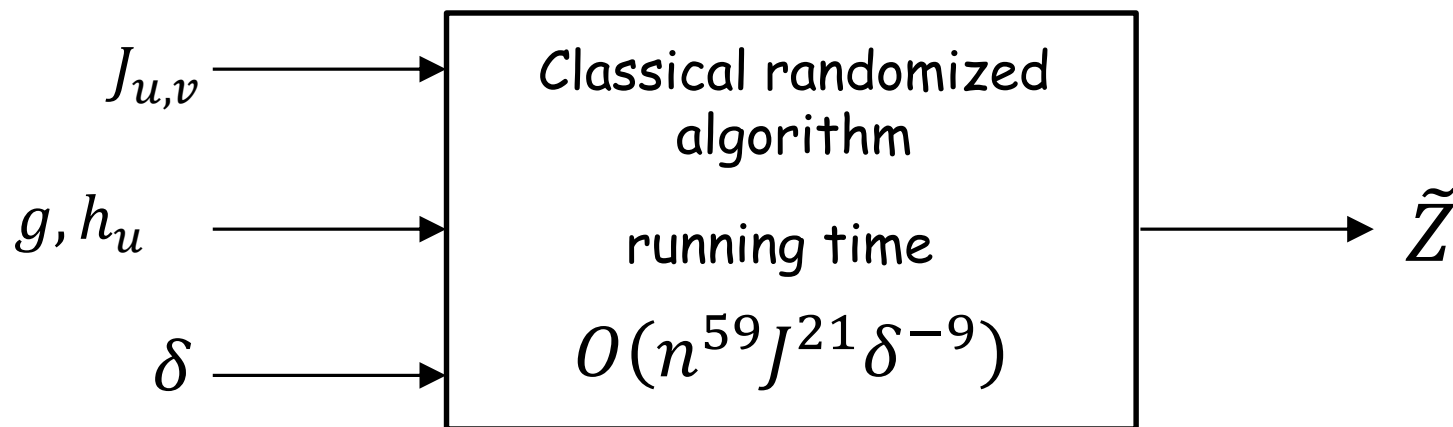 J_{u,v}
Classical randomized
algorithm
g, h_u
running time
Z̃
δ
O(n^{59}J^{21}δ^{-9})